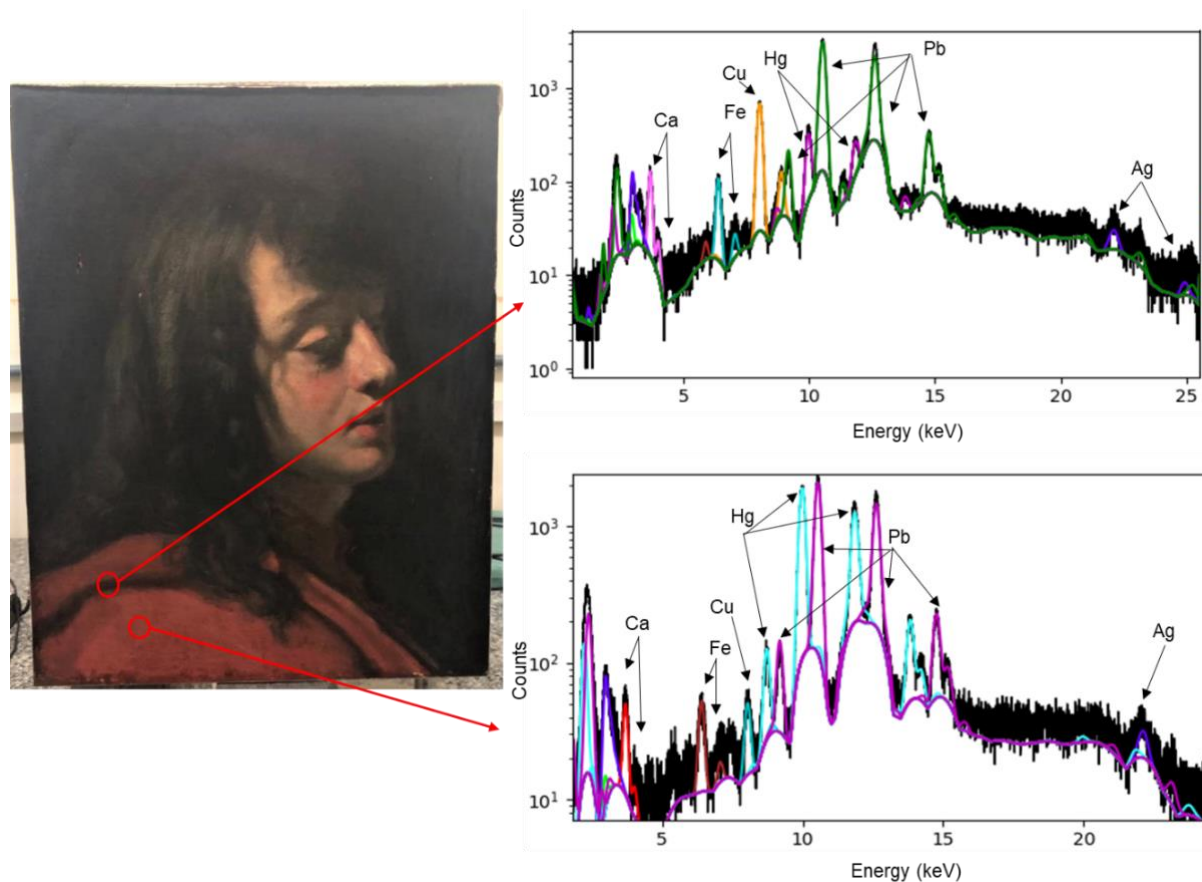 Hg
Pb
Cu
Fe
Ca
Ag
10³
10²
10¹
10⁰
Counts
5 10 15 20 25
Energy (keV)
Hg
Pb
Cu
Ca
Fe
Ag
10³
10²
10¹
Counts
5 10 15 20
Energy (keV)